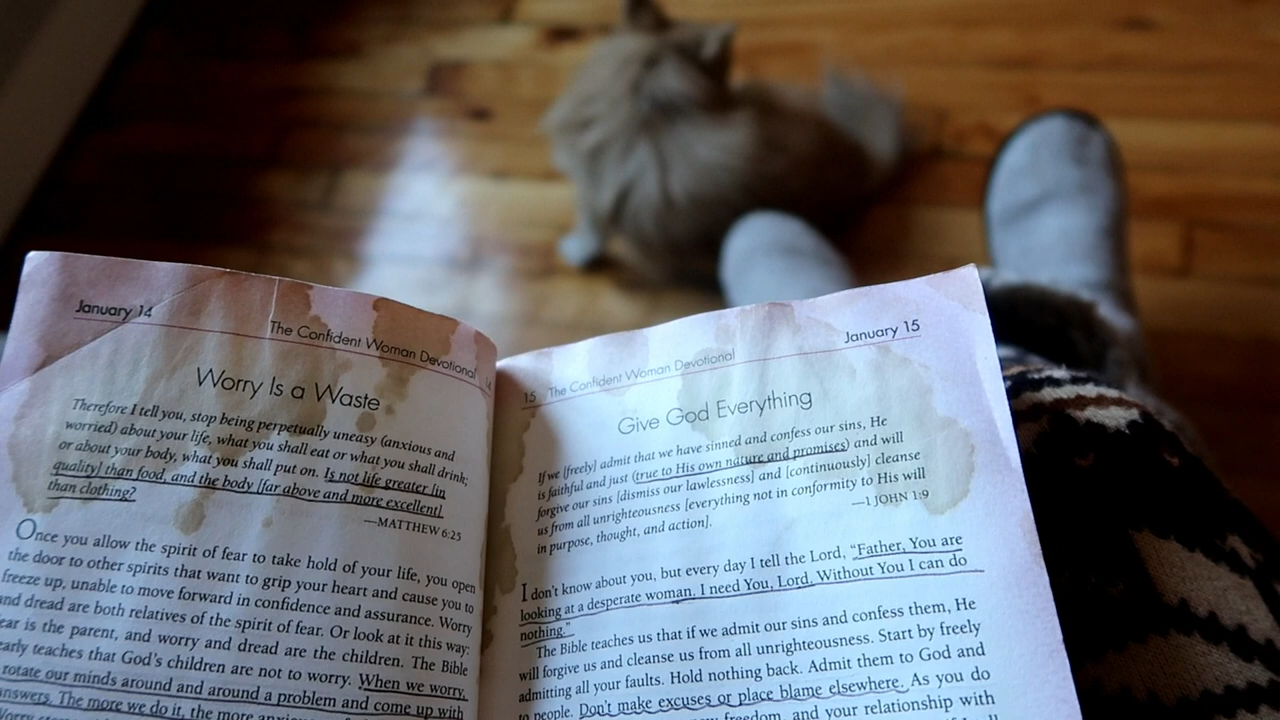 January 14
The Confident Woman Devotional
14
Worry Is a Waste
Therefore I tell you, stop being perpetually uneasy (anxious and
worried) about your life, what you shall eat or what you shall drink;
or about your body, what you shall put on. Is not life greater [in
quality] than food, and the body [far above and more excellent]
than clothing?
—MATTHEW 6:25
Once you allow the spirit of fear to take hold of your life, you open
the door to other spirits that want to grip your heart and cause you to
freeze up, unable to move forward in confidence and assurance. Worry
and dread are both relatives of the spirit of fear. Or look at it this way:
ear is the parent, and worry and dread are the children. The Bible
early teaches that God's children are not to worry. When we worry,
rotate our minds around and around a problem and come up with
answers. The more we do it, the more
15
The Confident Woman Devotional
January 15
Give God Everything
If we [freely] admit that we have sinned and confess our sins, He
is faithful and just (true to His own nature and promises) and will
forgive our sins [dismiss our lawlessness] and [continuously] cleanse
us from all unrighteousness [everything not in conformity to His will
in purpose, thought, and action].
—1 JOHN 1:9
I don't know about you, but every day I tell the Lord, "Father, You are
looking at a desperate woman. I need You, Lord. Without You I can do
nothing."
The Bible teaches us that if we admit our sins and confess them, He
will forgive us and cleanse us from all unrighteousness. Start by freely
admitting all your faults. Hold nothing back. Admit them to God and
to people. Don't make excuses or place blame elsewhere. As you do
freedom, and your relationship with